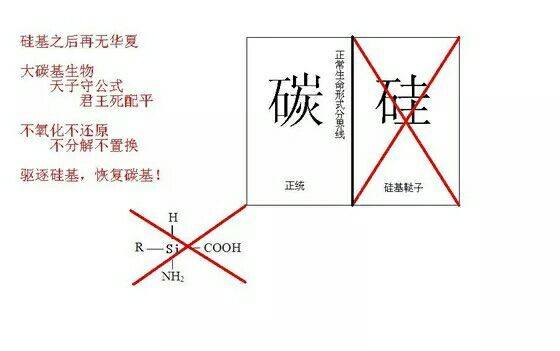 硅基之后再无华夏
大碳基生物
天子守公式
君王死配平
不氧化不还原
不分解不置换
驱逐硅基，恢复碳基！
碳
正统
正常生命形式分界线
硅
硅基鞑子
H
R—Si—COOH
NH₂